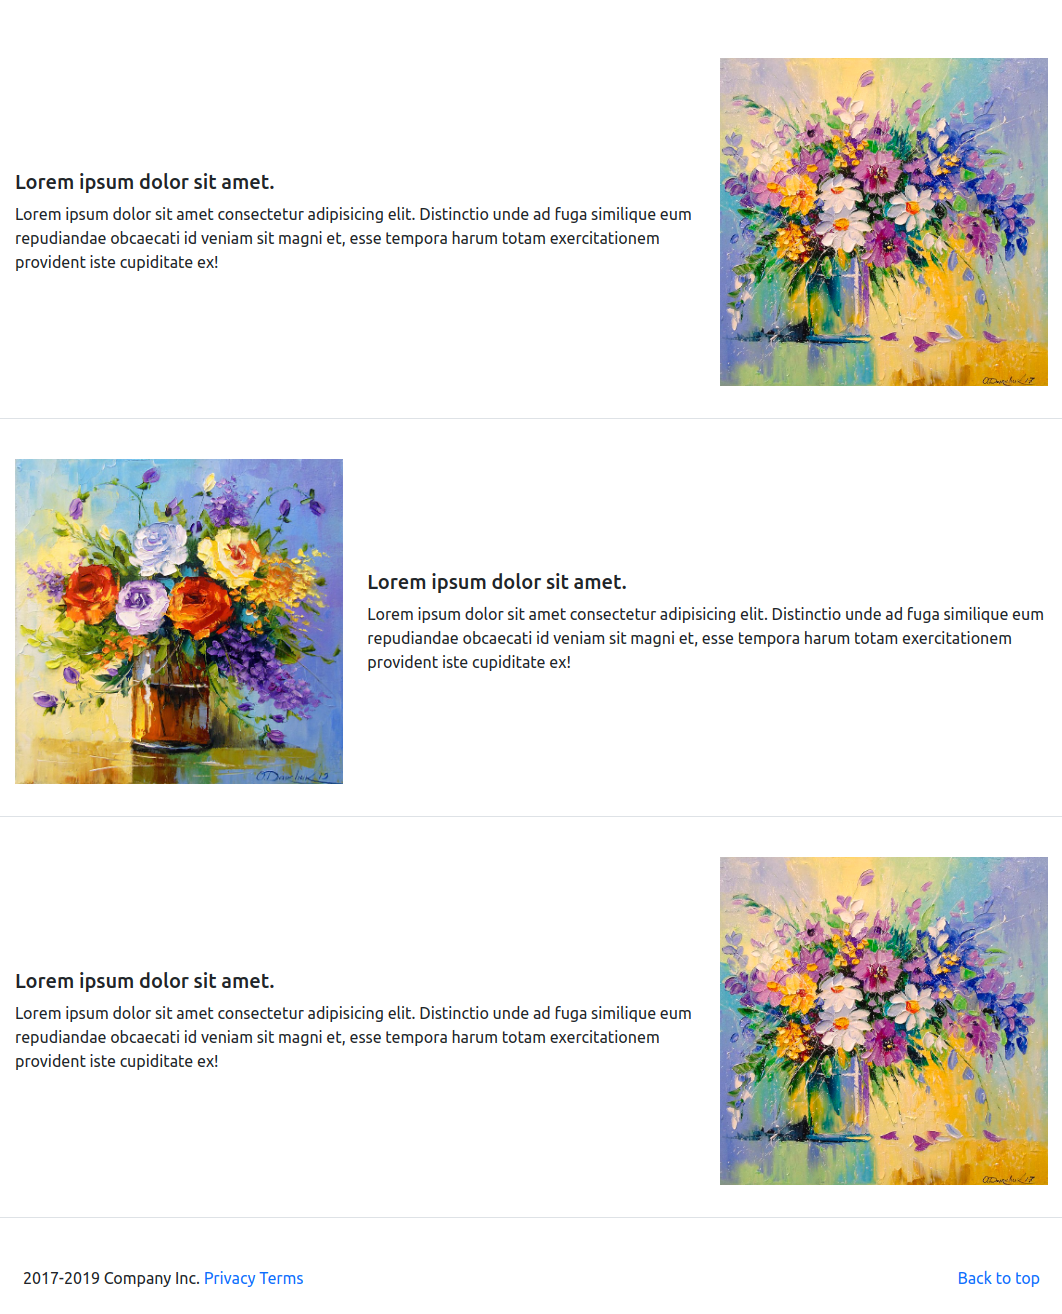 Lorem ipsum dolor sit amet.
Lorem ipsum dolor sit amet consectetur adipisicing elit. Distinctio unde ad fuga similique eum
repudiandae obcaecati id veniam sit magni et, esse tempora harum totam exercitationem
provident iste cupiditate ex!
Lorem ipsum dolor sit amet.
Lorem ipsum dolor sit amet consectetur adipisicing elit. Distinctio unde ad fuga similique eum
repudiandae obcaecati id veniam sit magni et, esse tempora harum totam exercitationem
provident iste cupiditate ex!
Lorem ipsum dolor sit amet.
Lorem ipsum dolor sit amet consectetur adipisicing elit. Distinctio unde ad fuga similique eum
repudiandae obcaecati id veniam sit magni et, esse tempora harum totam exercitationem
provident iste cupiditate ex!
2017-2019 Company Inc. Privacy Terms
Back to top